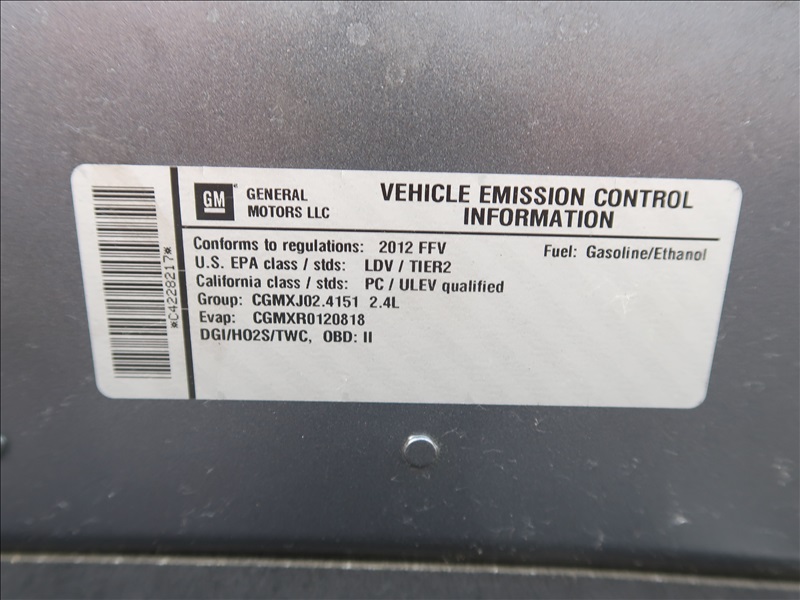 GM GENERAL MOTORS LLC
VEHICLE EMISSION CONTROL
INFORMATION
Conforms to regulations: 2012 FFV Fuel: Gasoline/Ethanol
U.S. EPA class / stds: LDV / TIER2
California class / stds: PC / ULEV qualified
Group: CGMXJ02.4151 2.4L
Evap: CGMXR0120818
DGI/HO2S/TWC, OBD: II
*C4228217*